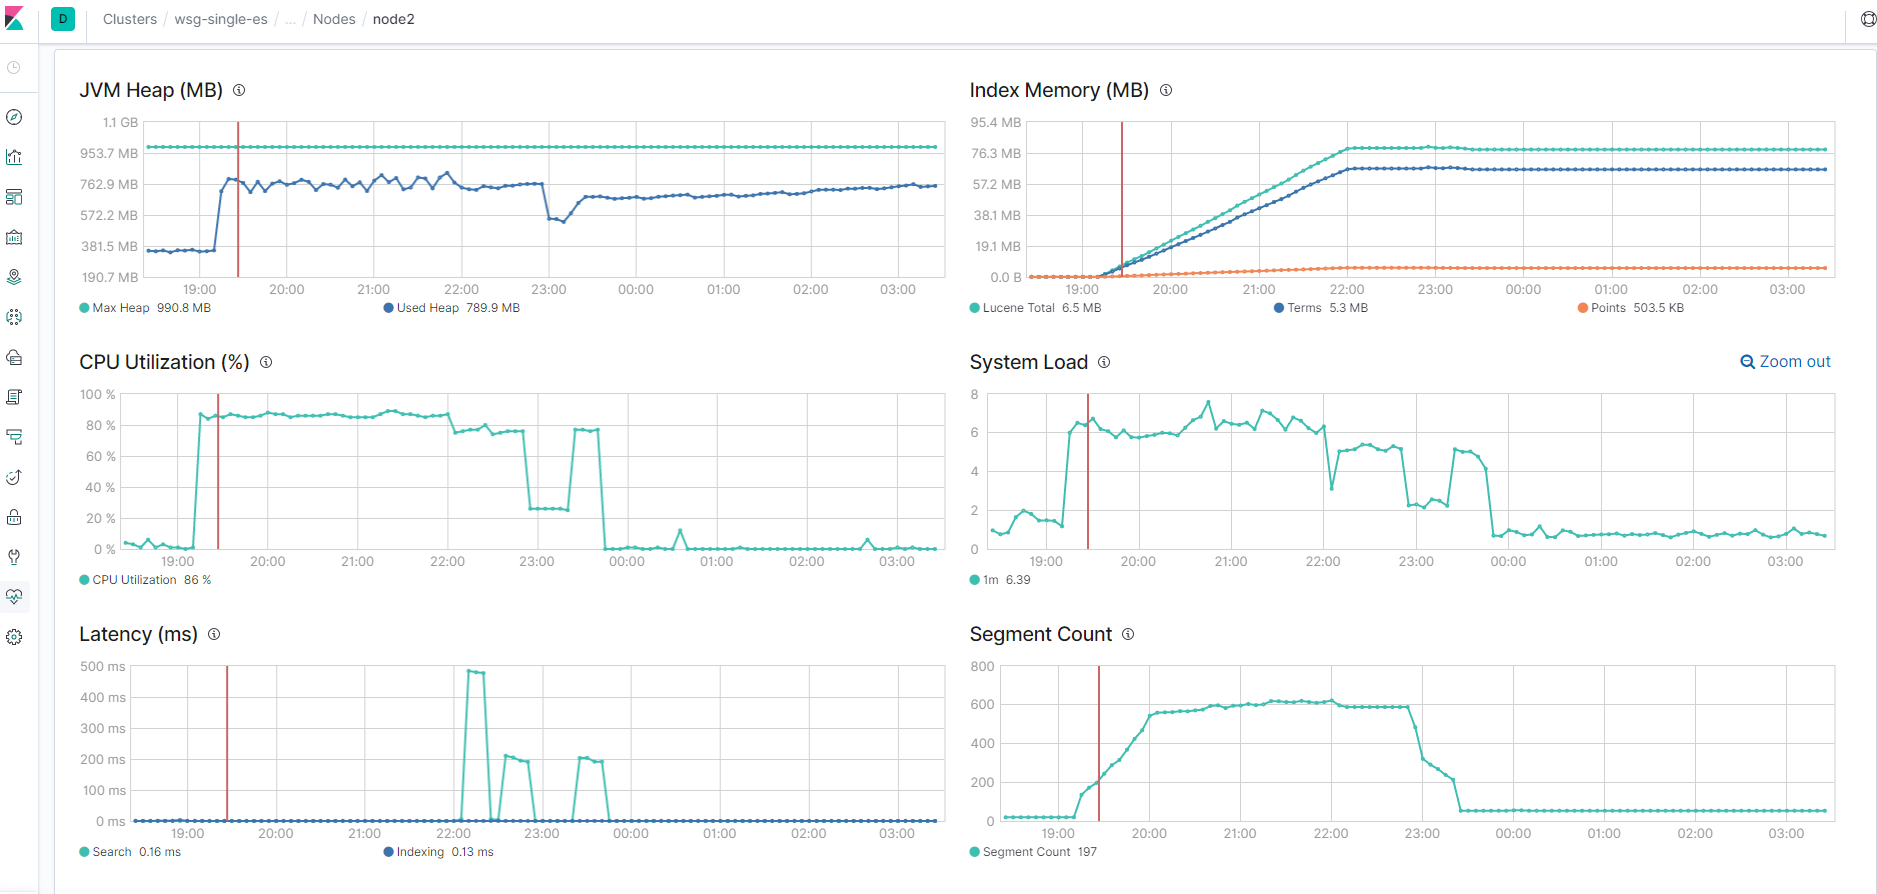 D Clusters / wsg-single-es / ... / Nodes / node2
JVM Heap (MB)
1.1 GB
953.7 MB
762.9 MB
572.2 MB
381.5 MB
190.7 MB
19:00 20:00 21:00 22:00 23:00 00:00 01:00 02:00 03:00
Max Heap 990.8 MB Used Heap 789.9 MB
Index Memory (MB)
95.4 MB
76.3 MB
57.2 MB
38.1 MB
19.1 MB
0.0 B
19:00 20:00 21:00 22:00 23:00 00:00 01:00 02:00 03:00
Lucene Total 6.5 MB Terms 5.3 MB Points 503.5 KB
CPU Utilization (%)
100 %
80 %
60 %
40 %
20 %
0 %
19:00 20:00 21:00 22:00 23:00 00:00 01:00 02:00 03:00
CPU Utilization 86 %
System Load
Zoom out
8
6
4
2
0
19:00 20:00 21:00 22:00 23:00 00:00 01:00 02:00 03:00
1m 6.39
Latency (ms)
500 ms
400 ms
300 ms
200 ms
100 ms
0 ms
19:00 20:00 21:00 22:00 23:00 00:00 01:00 02:00 03:00
Search 0.16 ms Indexing 0.13 ms
Segment Count
800
600
400
200
0
19:00 20:00 21:00 22:00 23:00 00:00 01:00 02:00 03:00
Segment Count 197